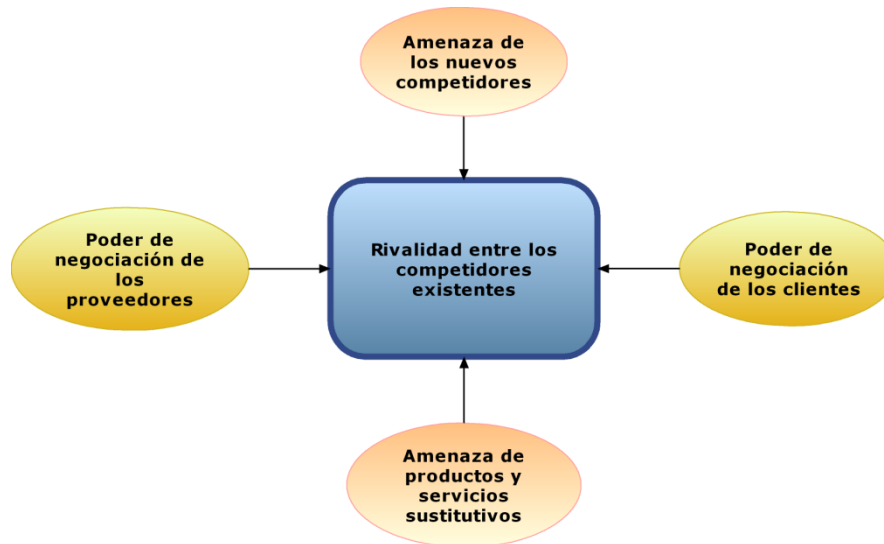 Amenaza de
los nuevos
competidores
Poder de
negociación de
los
proveedores
Rivalidad entre los
competidores
existentes
Poder de
negociación
de los clientes
Amenaza de
productos y
servicios
sustitutivos